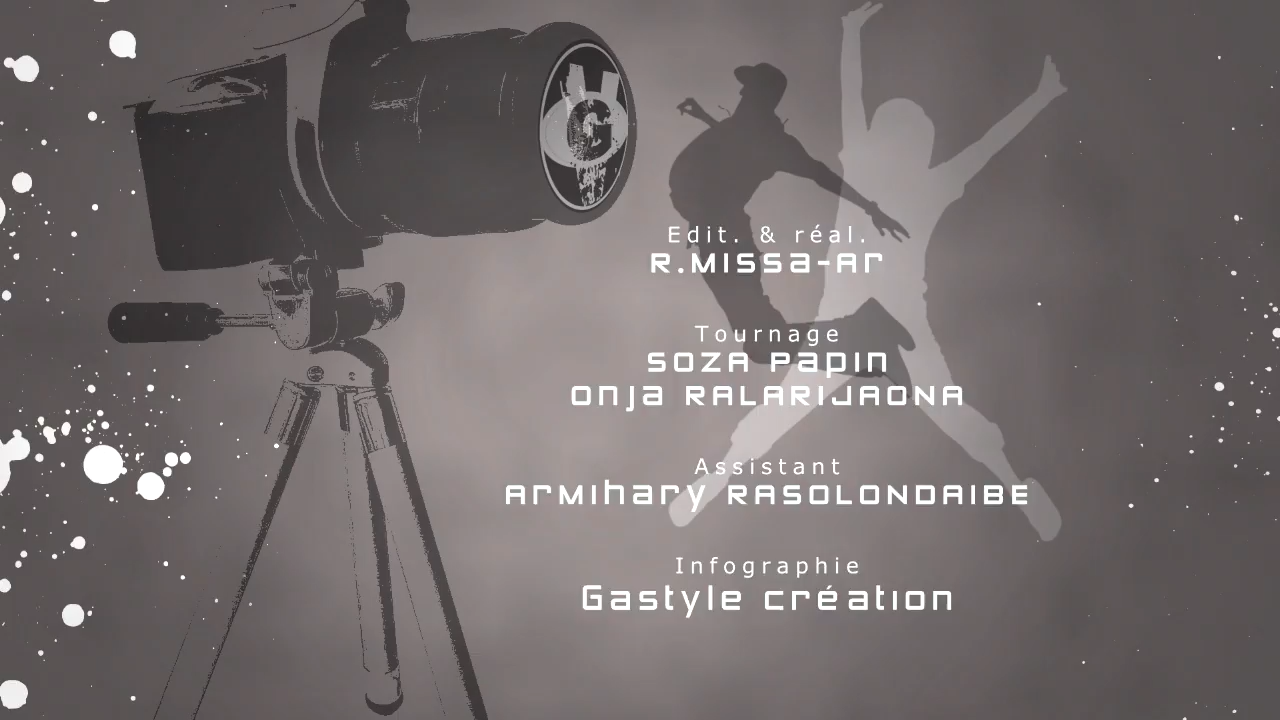 Edit. & réal.
R.Missa-Ar
Tournage
SOZA Papin
Onja RALARIJAONA
Assistant
Armihary RASOLONDAIBE
Infographie
Gastyle création